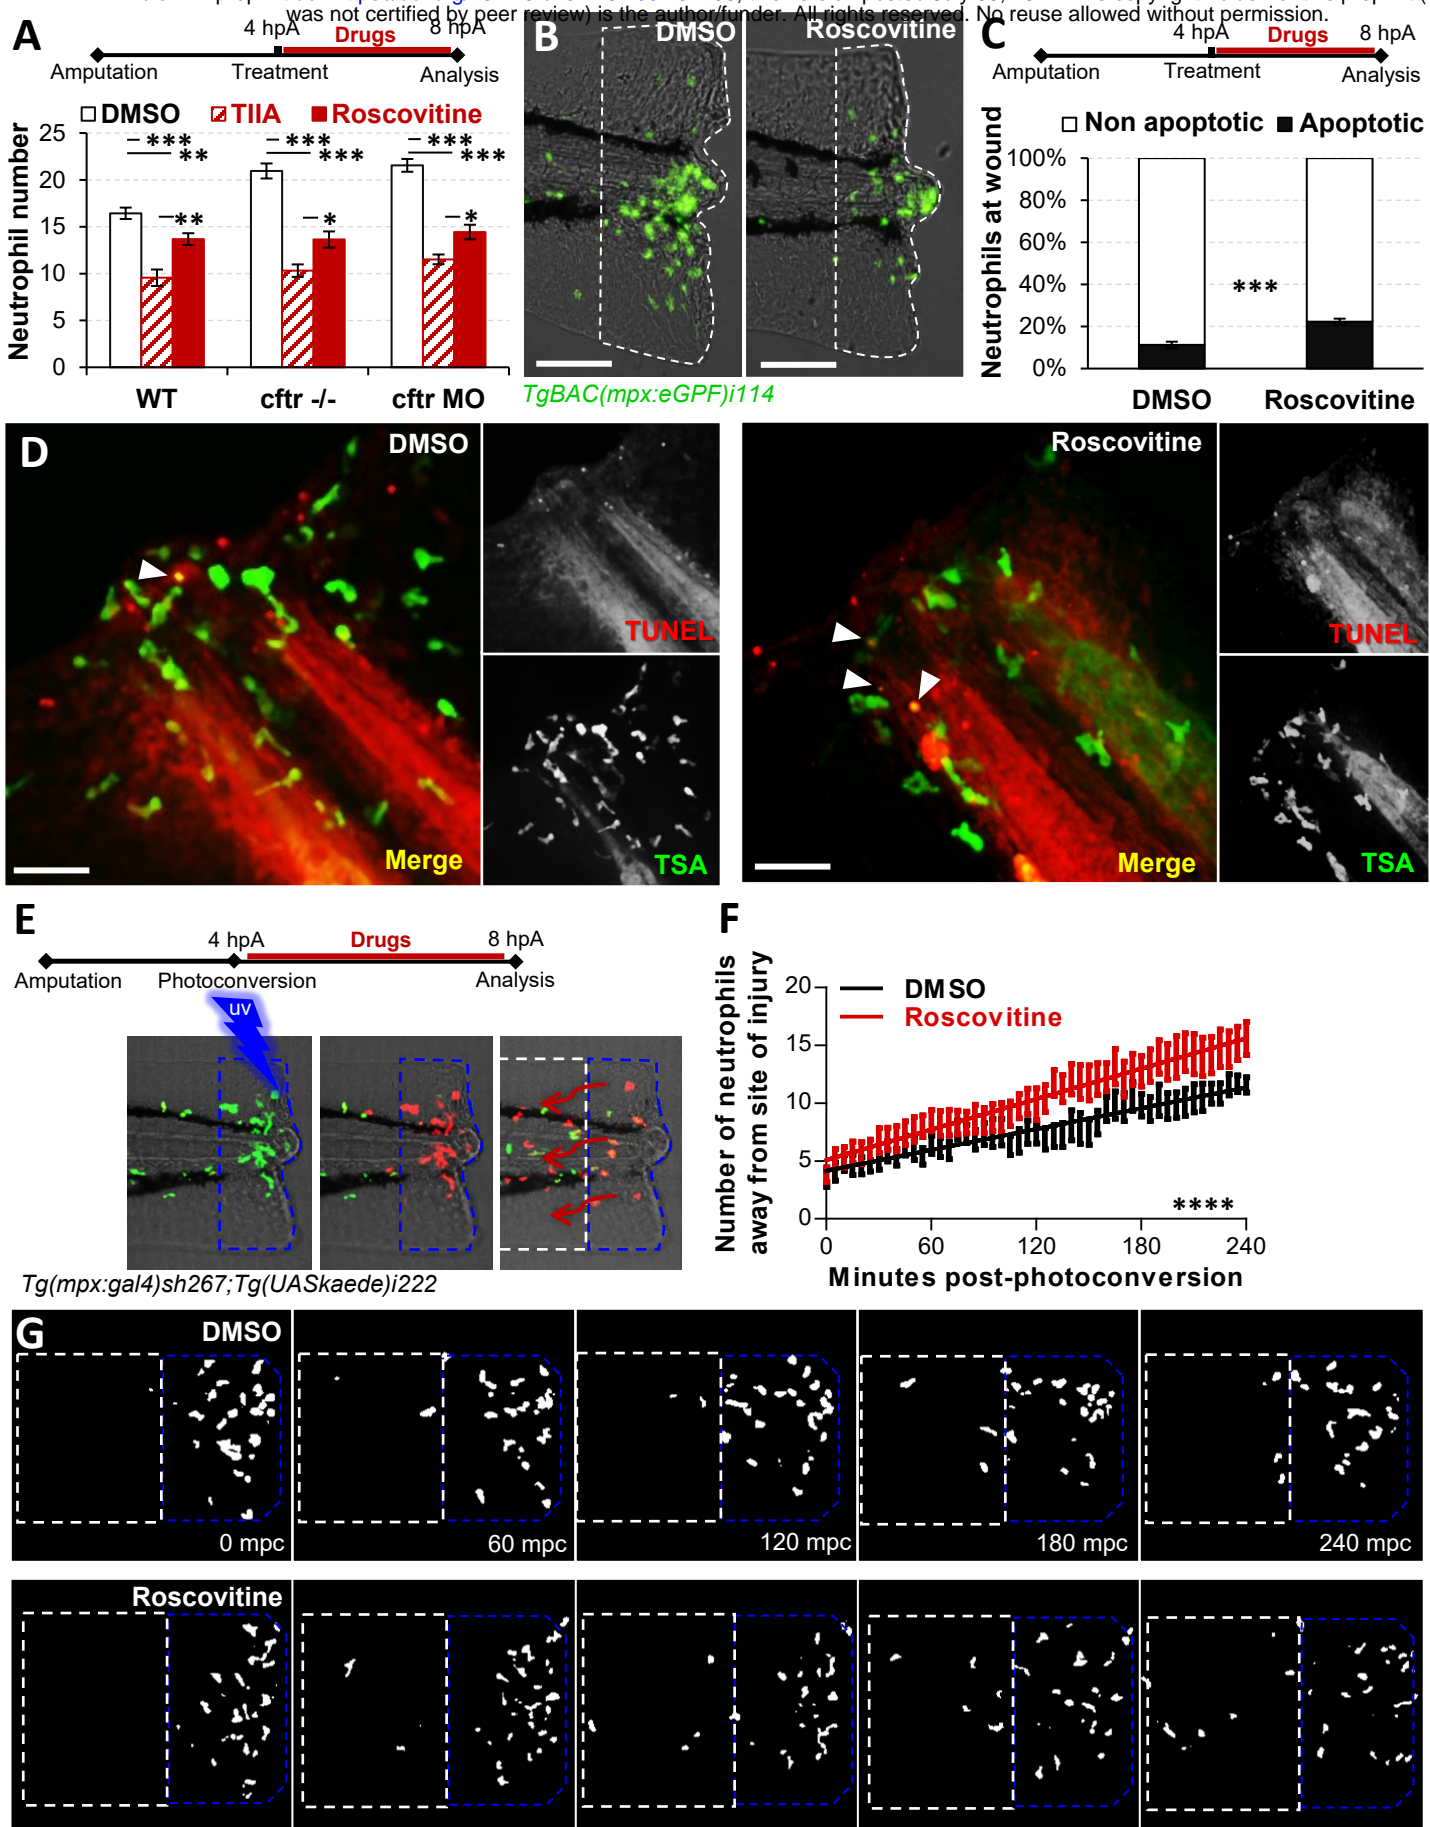 was not certified by peer review) is the author/funder. All rights reserved. No reuse allowed without permission.
A
4 hpA
Drugs
8 hpA
Amputation
Treatment
Analysis
DMSO
TIIA
Roscovitine
Neutrophil number
25
20
15
10
5
0
***
**
**
***
***
*
***
***
*
WT
cftr -/-
cftr MO
B
DMSO
Roscovitine
TgBAC(mpx:eGPF)i114
C
4 hpA
Drugs
8 hpA
Amputation
Treatment
Analysis
Non apoptotic
Apoptotic
Neutrophils at wound
100%
80%
60%
40%
20%
0%
***
DMSO
Roscovitine
D
DMSO
Merge
TUNEL
TSA
Roscovitine
Merge
TUNEL
TSA
E
4 hpA
Drugs
8 hpA
Amputation
Photoconversion
Analysis
uv
Tg(mpx:gal4)sh267;Tg(UASkaede)i222
F
Number of neutrophils
away from site of injury
20
15
10
5
0
DMSO
Roscovitine
****
0
60
120
180
240
Minutes post-photoconversion
G
DMSO
0 mpc
60 mpc
120 mpc
180 mpc
240 mpc
Roscovitine